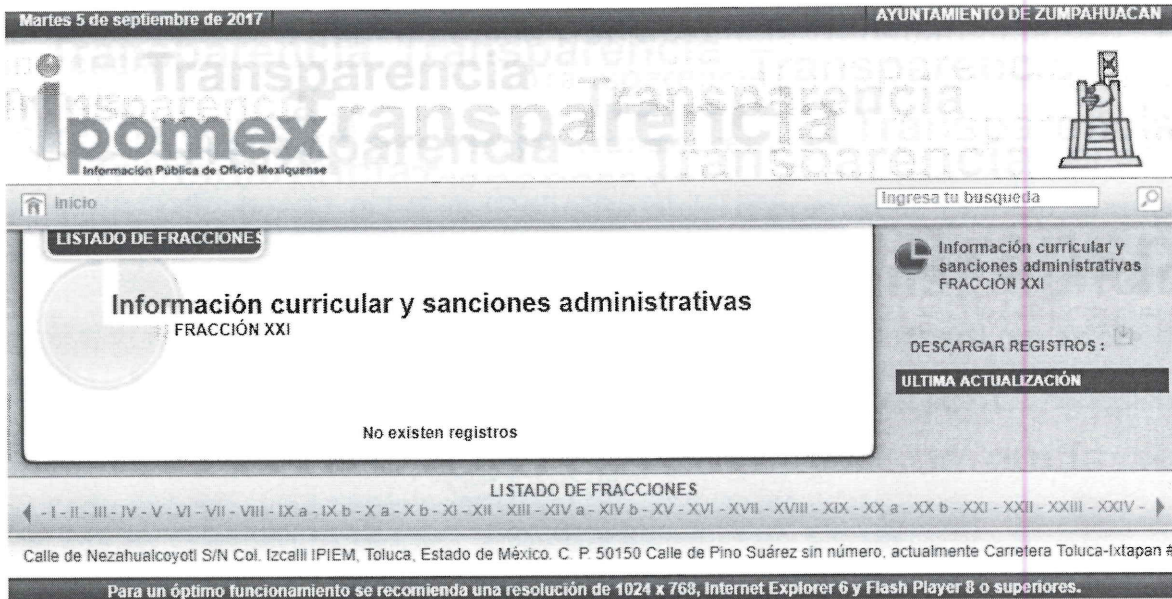 Martes 5 de septiembre de 2017
AYUNTAMIENTO DE ZUMPAHUACAN
Transparencia
Transparencia
Transparencia
Transparencia
ipomex
Información Pública de Oficio Mexiquense
Inicio
Ingresa tu busqueda
LISTADO DE FRACCIONES
Información curricular y sanciones administrativas
FRACCIÓN XXI
No existen registros
Información curricular y
sanciones administrativas
FRACCIÓN XXI
DESCARGAR REGISTROS :
ULTIMA ACTUALIZACIÓN
LISTADO DE FRACCIONES
- I - II - III - IV - V - VI - VII - VIII - IX a - IX b - X a - X b - XI - XII - XIII - XIV a - XIV b - XV - XVI - XVII - XVIII - XIX - XX a - XX b - XXI - XXII - XXIII - XXIV -
Calle de Nezahualcoyotl S/N Col. Izcalli IPIEM, Toluca, Estado de México. C. P. 50150 Calle de Pino Suárez sin número, actualmente Carretera Toluca-Ixtapan #
Para un óptimo funcionamiento se recomienda una resolución de 1024 x 768, Internet Explorer 6 y Flash Player 8 o superiores.